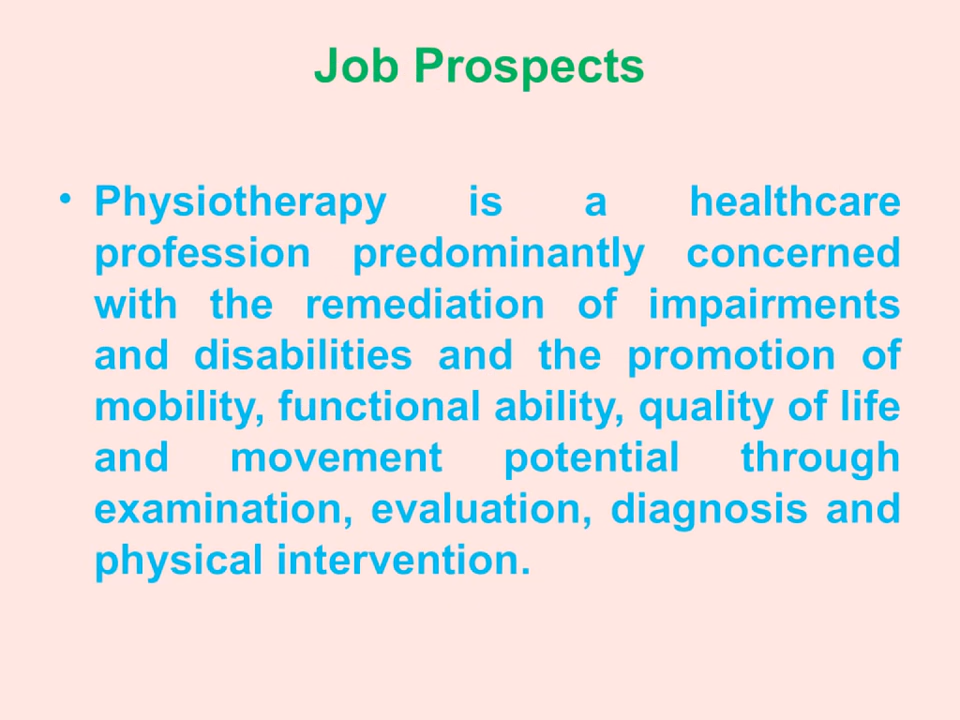 Job Prospects
• Physiotherapy is a healthcare
profession predominantly concerned
with the remediation of impairments
and disabilities and the promotion of
mobility, functional ability, quality of life
and movement potential through
examination, evaluation, diagnosis and
physical intervention.